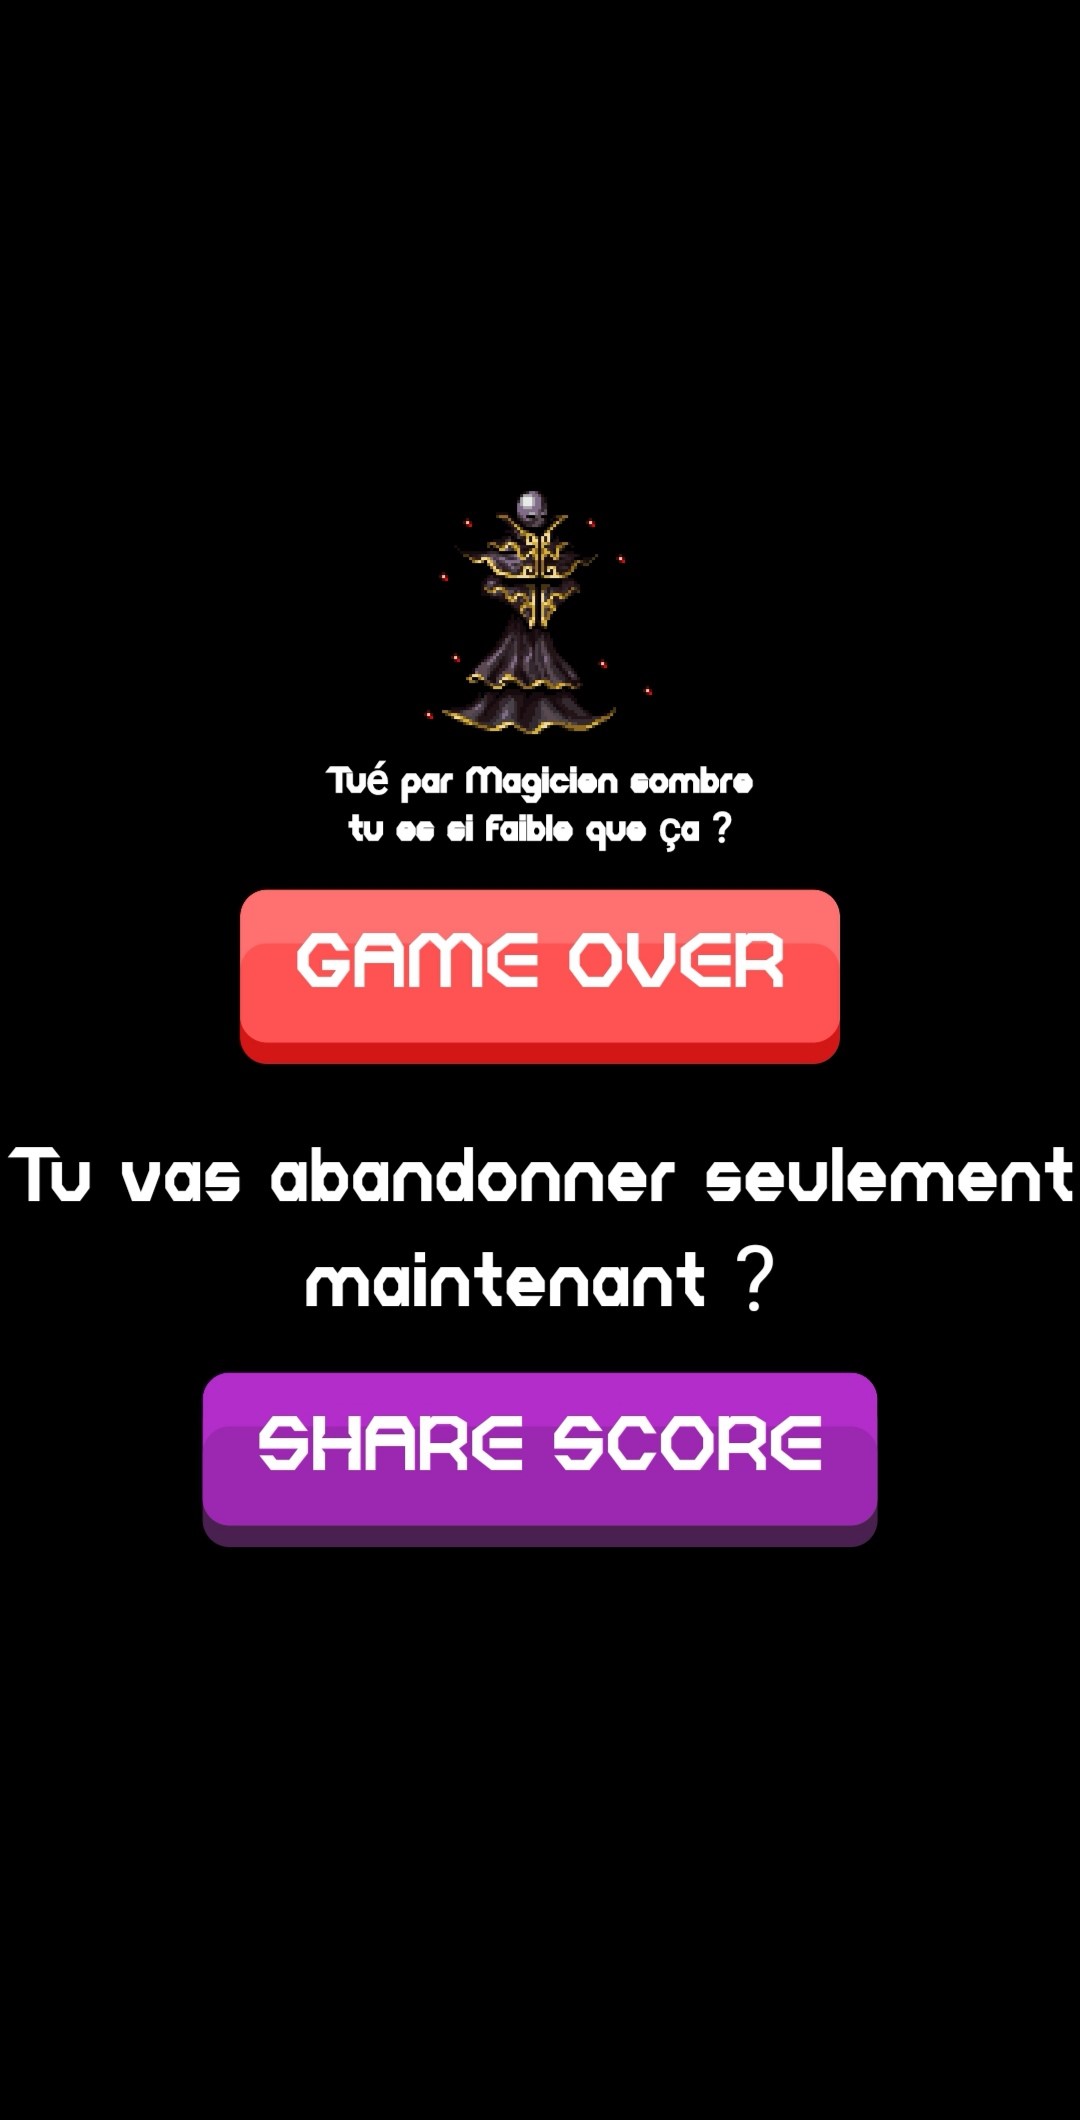 Tué par Magicien sombre
tu es si faible que ça ?
GAME OVER
Tu vas abandonner seulement
maintenant ?
SHARE SCORE